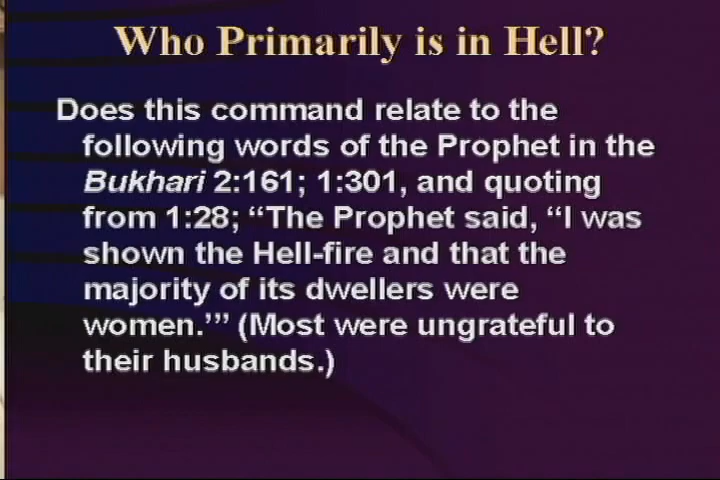 Who Primarily is in Hell?
Does this command relate to the
following words of the Prophet in the
Bukhari 2:161; 1:301, and quoting
from 1:28; “The Prophet said, “I was
shown the Hell-fire and that the
majority of its dwellers were
women.’” (Most were ungrateful to
their husbands.)